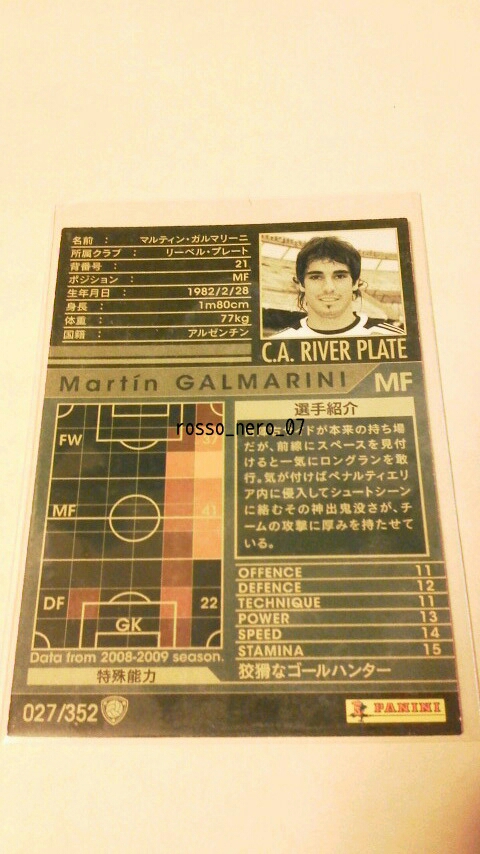 名前 : マルティン・ガルマリーニ
所属クラブ : リーベル・プレート
背番号 : 21
ポジション : MF
生年月日 : 1982/2/28
身長 : 1m80cm
体重 : 77kg
国籍 : アルゼンチン
C.A. RIVER PLATE
Martín GALMARINI MF
選手紹介
rosso_nero_07
ドが本来の持ち場
だが、前線にスペースを見付
けると一気にロングランを敢
行。気が付けばペナルティエリ
ア内に侵入してシュートシーン
に絡むその神出鬼没さが、チ
ームの攻撃に厚みを持たせて
いる。
FW 37
MF 41
DF 22
GK
Data from 2008-2009 season.
OFFENCE 11
DEFENCE 12
TECHNIQUE 11
POWER 13
SPEED 14
STAMINA 15
特殊能力
狡猾なゴールハンター
027/352
PANINI